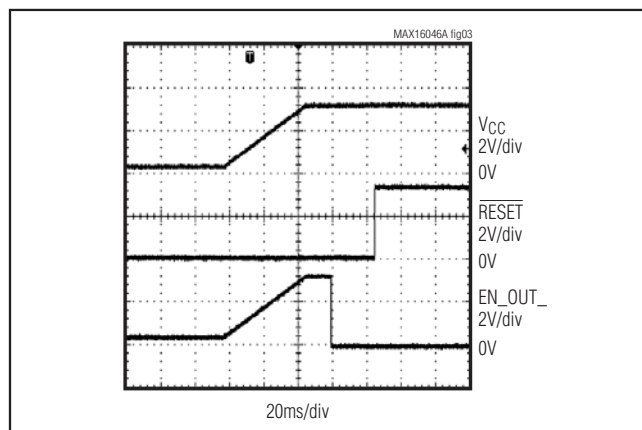 MAX16046A fig03
T
VCC
2V/div
0V
RESET
2V/div
0V
EN_OUT_
2V/div
0V
20ms/div